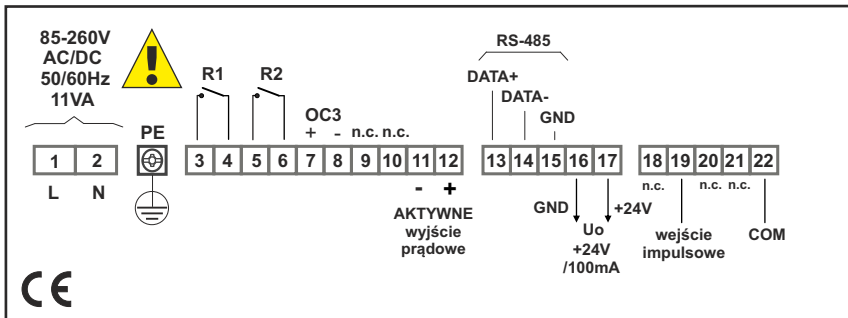 85-260V
AC/DC
50/60Hz
11VA
R1
R2
OC3
+ - n.c. n.c.
RS-485
DATA+
DATA-
GND
PE
1 2
3 4 5 6 7 8 9 10 11 12
13 14 15 16 17
18 19 20 21 22
L N
- +
AKTYWNE
wyjście
prądowe
GND
+24V
Uo
+24V
/100mA
n.c. n.c. n.c.
wejście
impulsowe
COM
CE